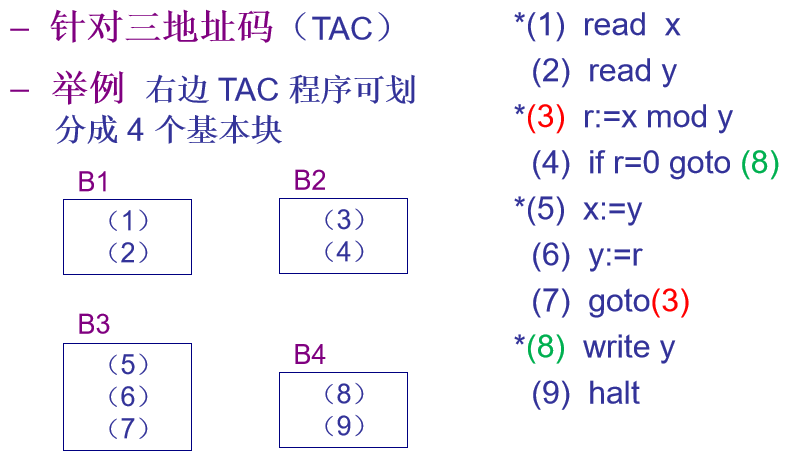 – 针对三地址码（TAC）
– 举例 右边 TAC 程序可划
分成 4 个基本块
B1
（1）
（2）
B2
（3）
（4）
B3
（5）
（6）
（7）
B4
（8）
（9）
*(1) read x
(2) read y
*(3) r:=x mod y
(4) if r=0 goto (8)
*(5) x:=y
(6) y:=r
(7) goto(3)
*(8) write y
(9) halt